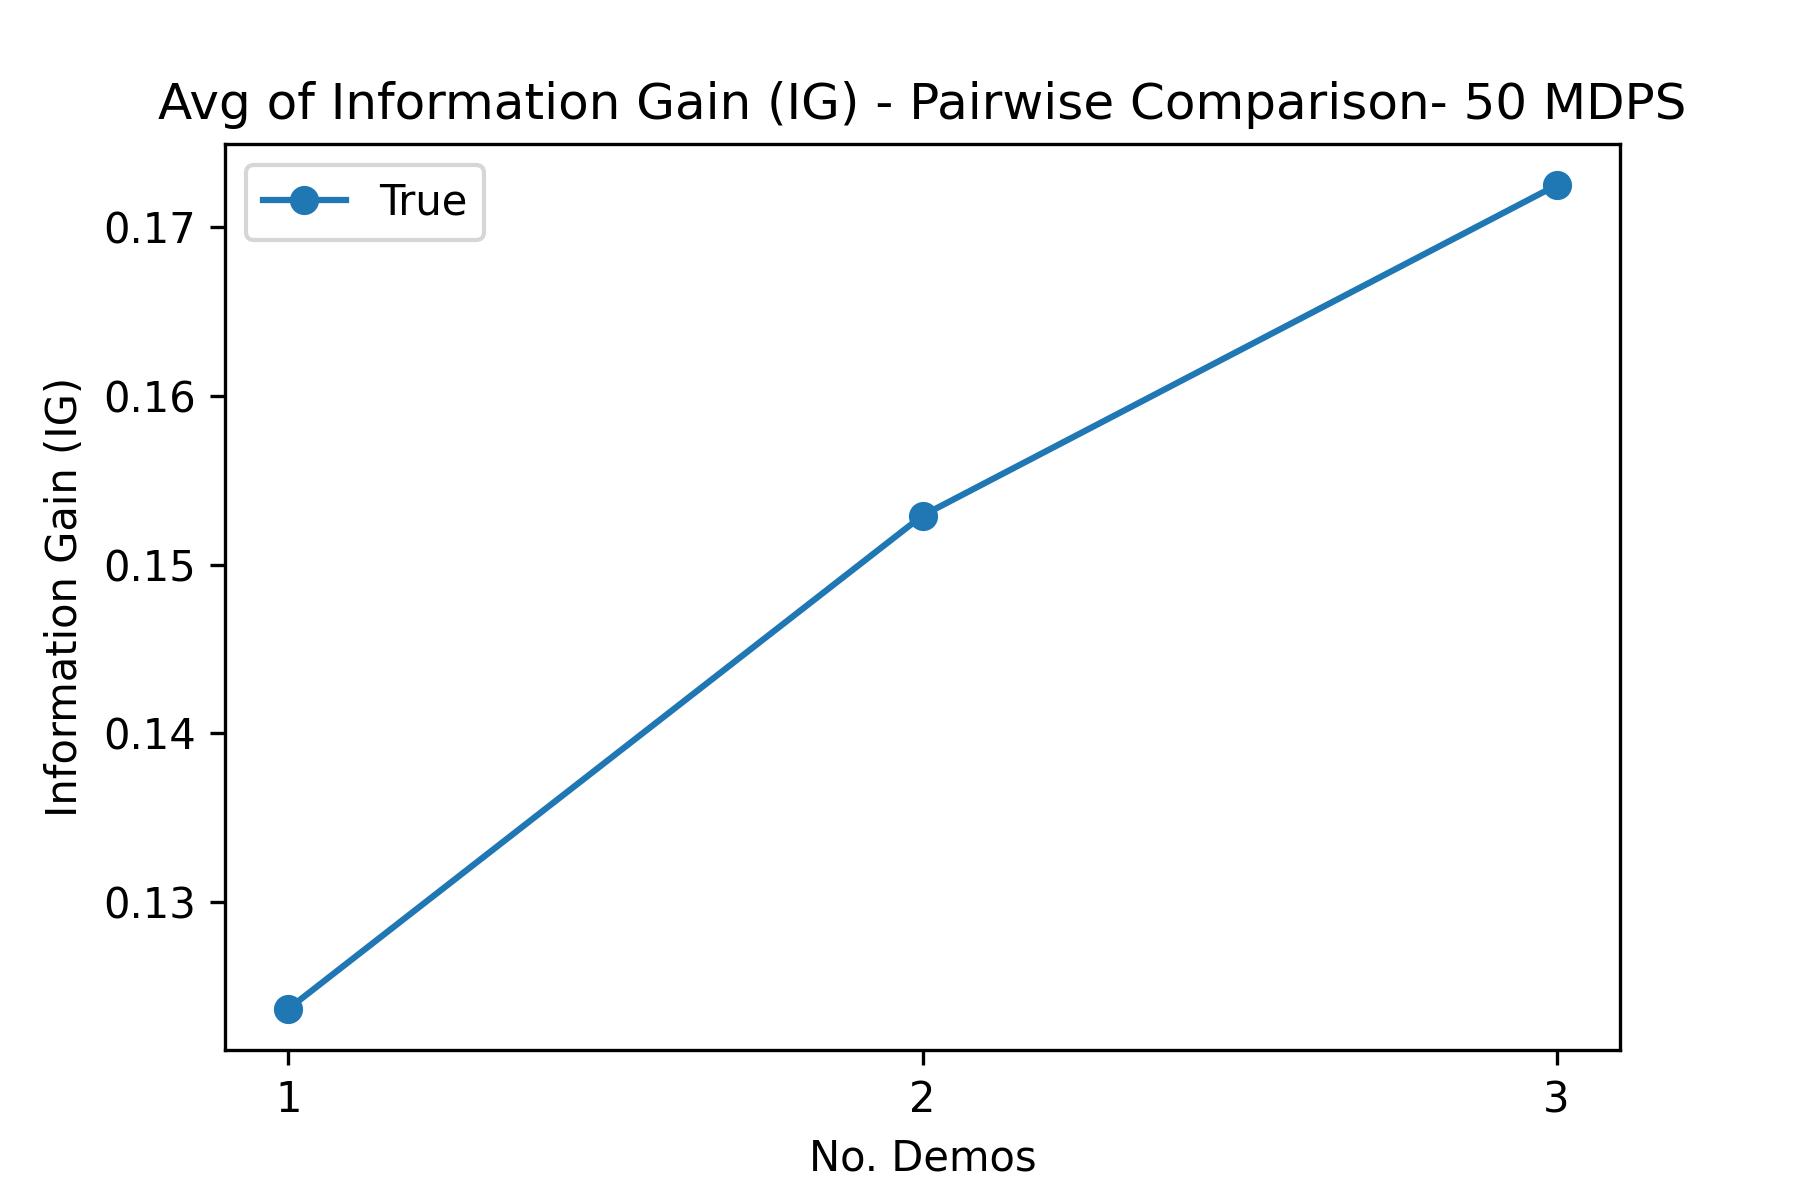 Avg of Information Gain (IG) - Pairwise Comparison- 50 MDPS
True
0.17
0.16
0.15
0.14
0.13
Information Gain (IG)
1 2 3
No. Demos